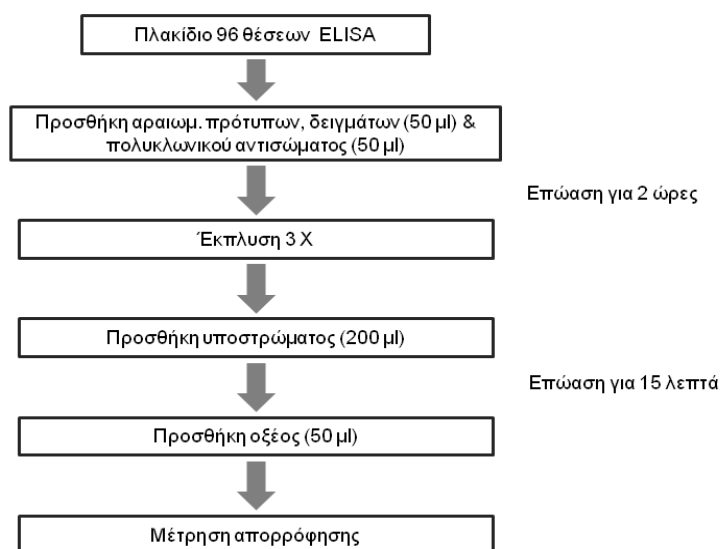 Πλακίδιο 96 θέσεων ELISA
Προσθήκη αραιωμ. πρότυπων, δειγμάτων (50 μl) &
πολυκλωνικού αντισώματος (50 μl)
Επώαση για 2 ώρες
Έκπλυση 3 X
Προσθήκη υποστρώματος (200 μl)
Επώαση για 15 λεπτά
Προσθήκη οξέος (50 μl)
Μέτρηση απορρόφησης